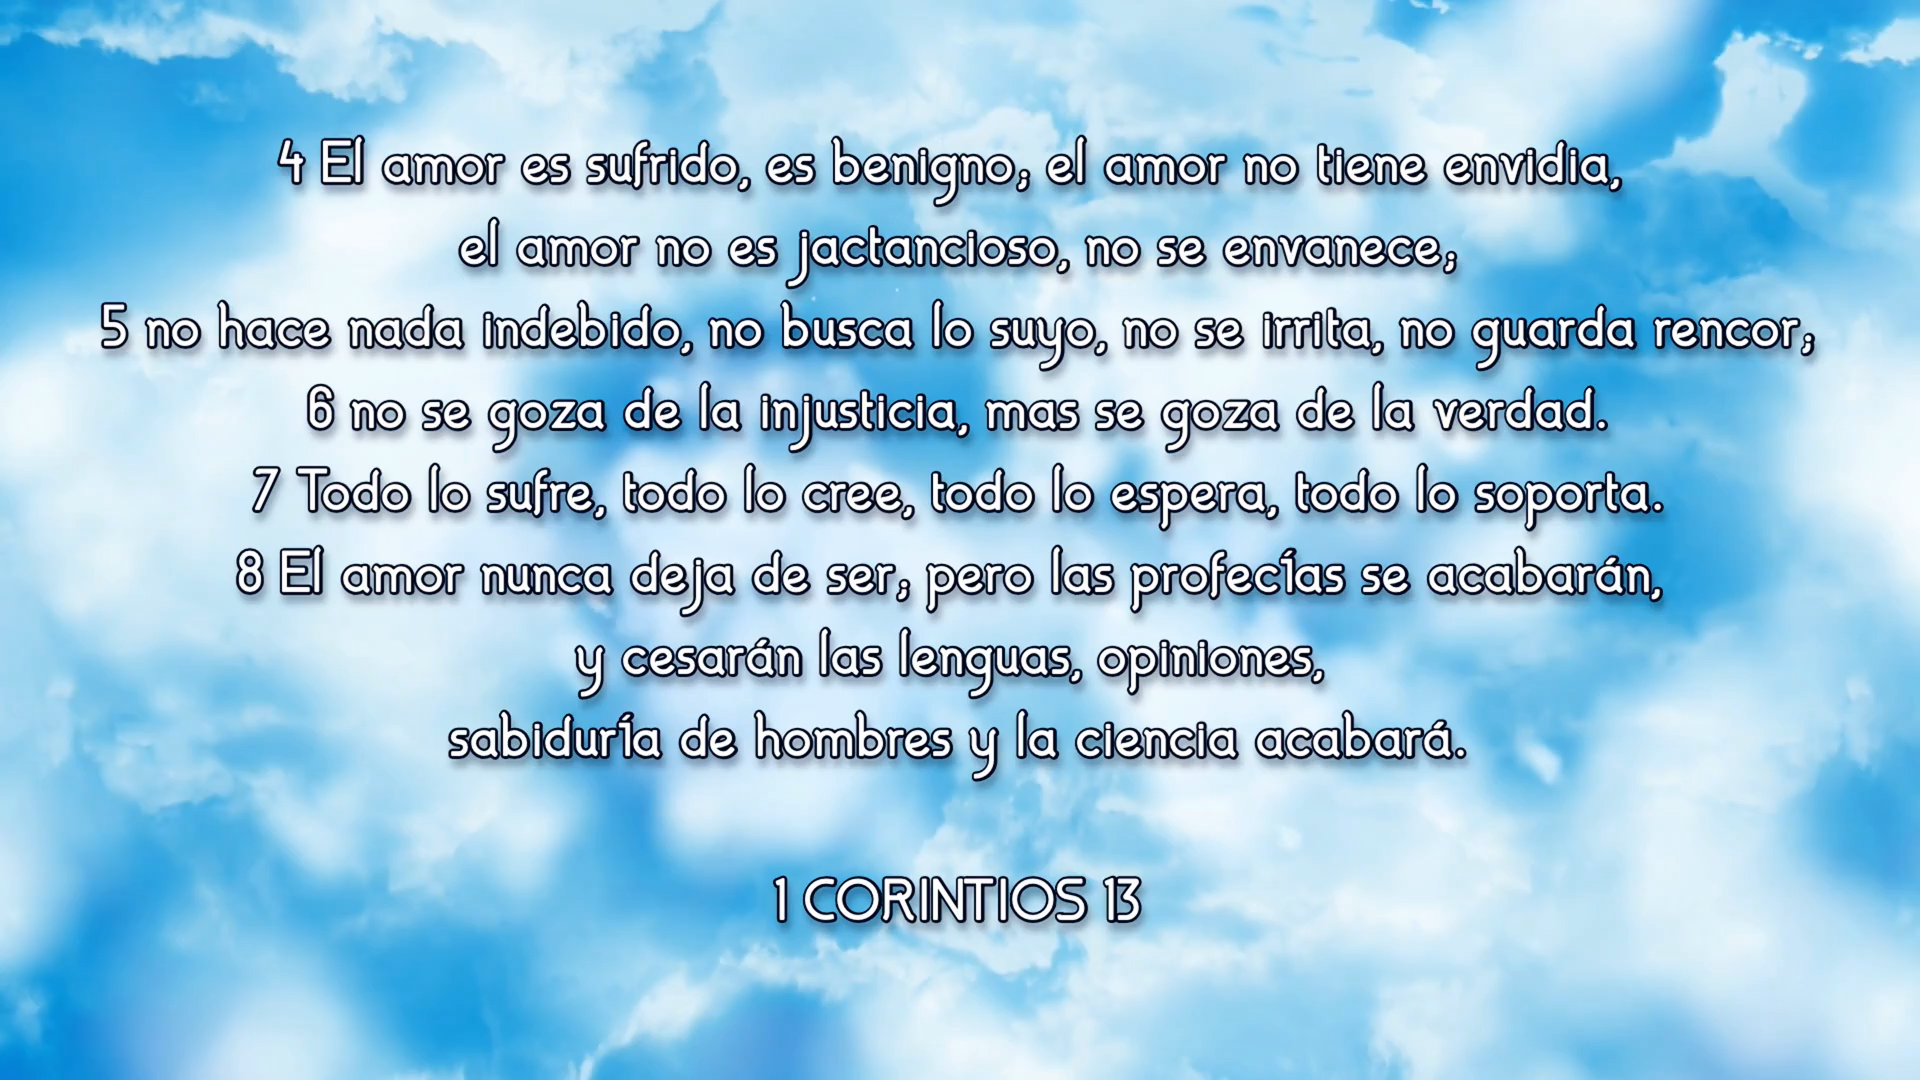 4 El amor es sufrido, es benigno; el amor no tiene envidia,
el amor no es jactancioso, no se envanece;
5 no hace nada indebido, no busca lo suyo, no se irrita, no guarda rencor;
6 no se goza de la injusticia, mas se goza de la verdad.
7 Todo lo sufre, todo lo cree, todo lo espera, todo lo soporta.
8 El amor nunca deja de ser; pero las profecías se acabarán,
y cesarán las lenguas, opiniones,
sabiduría de hombres y la ciencia acabará.
1 CORINTIOS 13